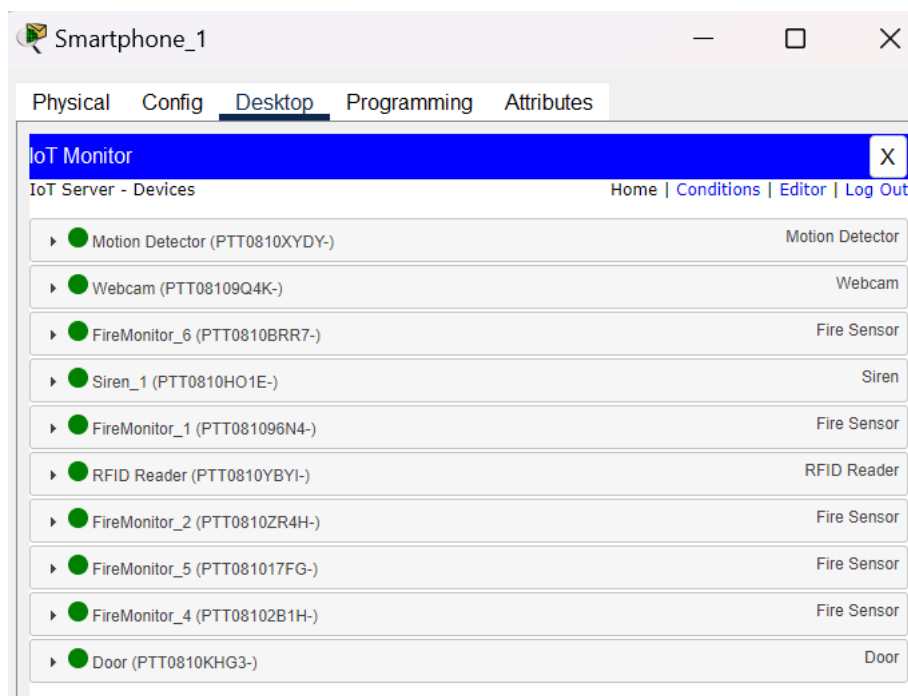 Smartphone_1
Physical Config Desktop Programming Attributes
IoT Monitor X
IoT Server - Devices Home | Conditions | Editor | Log Out
Motion Detector (PTT0810XYDY-) Motion Detector
Webcam (PTT08109Q4K-) Webcam
FireMonitor_6 (PTT0810BRR7-) Fire Sensor
Siren_1 (PTT0810HO1E-) Siren
FireMonitor_1 (PTT081096N4-) Fire Sensor
RFID Reader (PTT0810YBYI-) RFID Reader
FireMonitor_2 (PTT0810ZR4H-) Fire Sensor
FireMonitor_5 (PTT081017FG-) Fire Sensor
FireMonitor_4 (PTT08102B1H-) Fire Sensor
Door (PTT0810KHG3-) Door